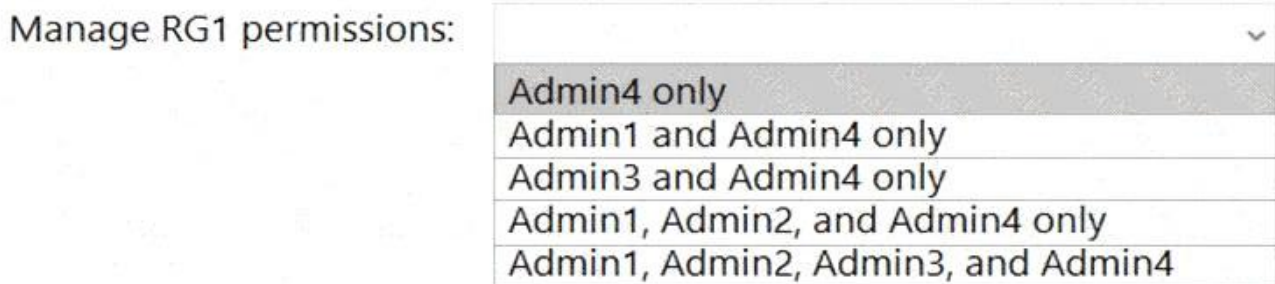 Manage RG1 permissions:
Admin4 only
Admin1 and Admin4 only
Admin3 and Admin4 only
Admin1, Admin2, and Admin4 only
Admin1, Admin2, Admin3, and Admin4